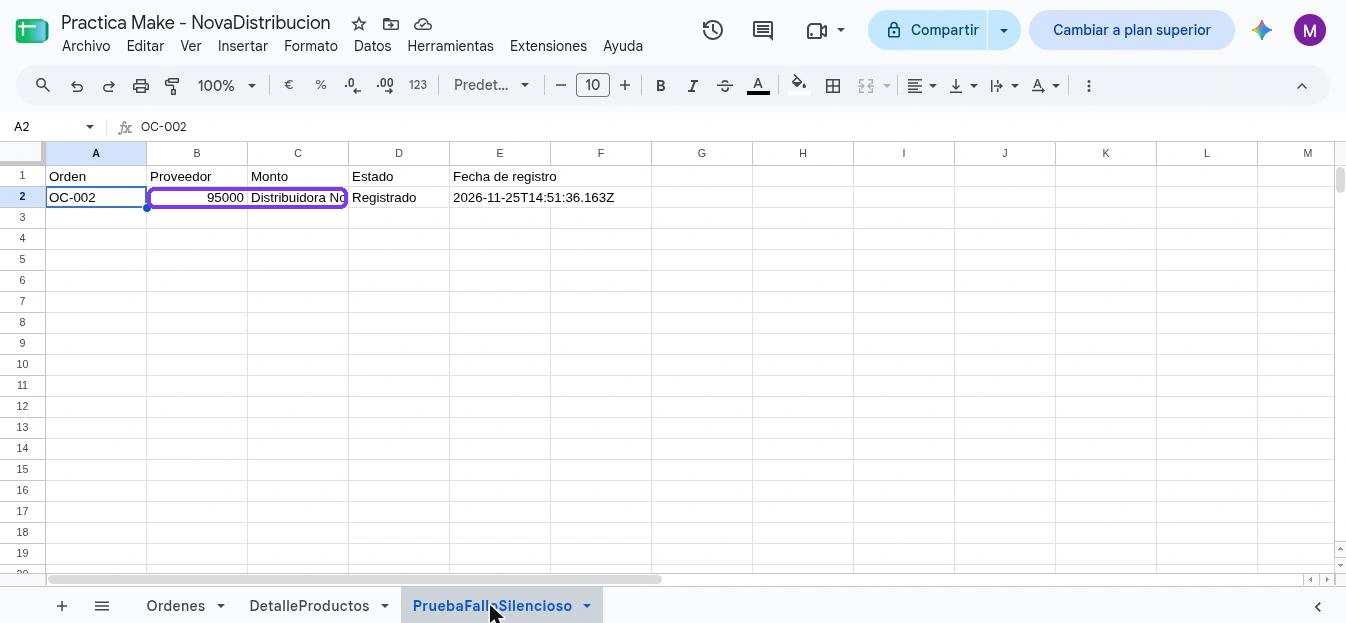 Practica Make - NovaDistribucion
Archivo Editar Ver Insertar Formato Datos Herramientas Extensiones Ayuda
Compartir
Cambiar a plan superior
M
100% € % .0 .00 123 Predet... 10 B I A A
A2 fx OC-002
A B C D E F G H I J K L M
1 Orden Proveedor Monto Estado Fecha de registro
2 OC-002 95000 Distribuidora No Registrado 2026-11-25T14:51:36.163Z
3
4
5
6
7
8
9
10
11
12
13
14
15
16
17
18
19
20
Ordenes DetalleProductos PruebaFalloSilencioso